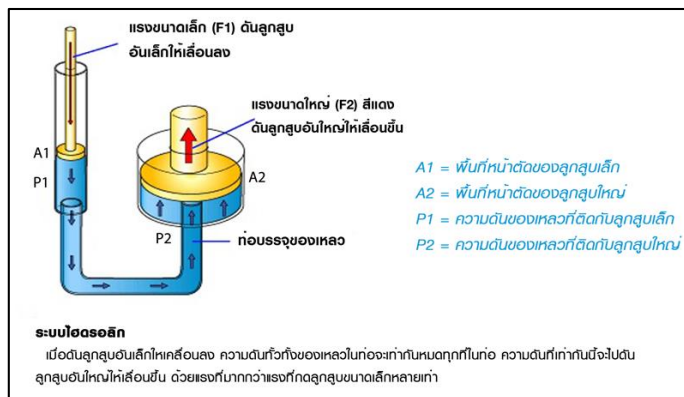 แรงขนาดเล็ก (F1) ดันลูกสูบ
อันเล็กให้เลื่อนลง
แรงขนาดใหญ่ (F2) สีแดง
ดันลูกสูบอันใหญ่ให้เลื่อนขึ้น
A1
P1
A2
P2
ท่อบรรจุของเหลว
A1 = พื้นที่หน้าตัดของลูกสูบเล็ก
A2 = พื้นที่หน้าตัดของลูกสูบใหญ่
P1 = ความดันของเหลวที่ติดกับลูกสูบเล็ก
P2 = ความดันของเหลวที่ติดกับลูกสูบใหญ่
ระบบไฮดรอลิก
เมื่อดันลูกสูบอันเล็กให้เคลื่อนลง ความดันทั่วทั้งของเหลวในท่อจะเท่ากันหมดทุกที่ในท่อ ความดันที่เท่ากันนี้จะไปดัน
ลูกสูบอันใหญ่ให้เลื่อนขึ้น ด้วยแรงที่มากกว่าแรงที่กดลูกสูบขนาดเล็กหลายเท่า